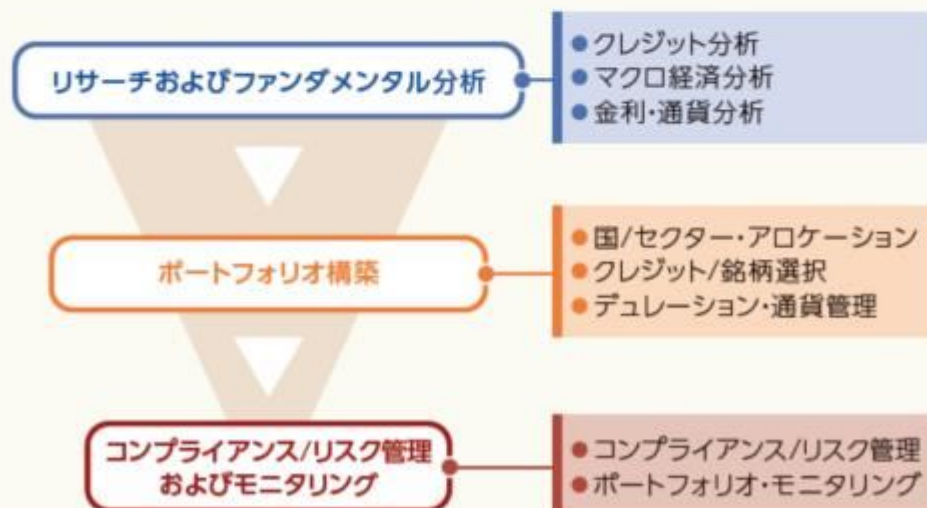 リサーチおよびファンダメンタル分析
●クレジット分析
●マクロ経済分析
●金利・通貨分析
ポートフォリオ構築
●国/セクター・アロケーション
●クレジット/銘柄選択
●デュレーション・通貨管理
コンプライアンス/リスク管理
およびモニタリング
●コンプライアンス/リスク管理
●ポートフォリオ・モニタリング